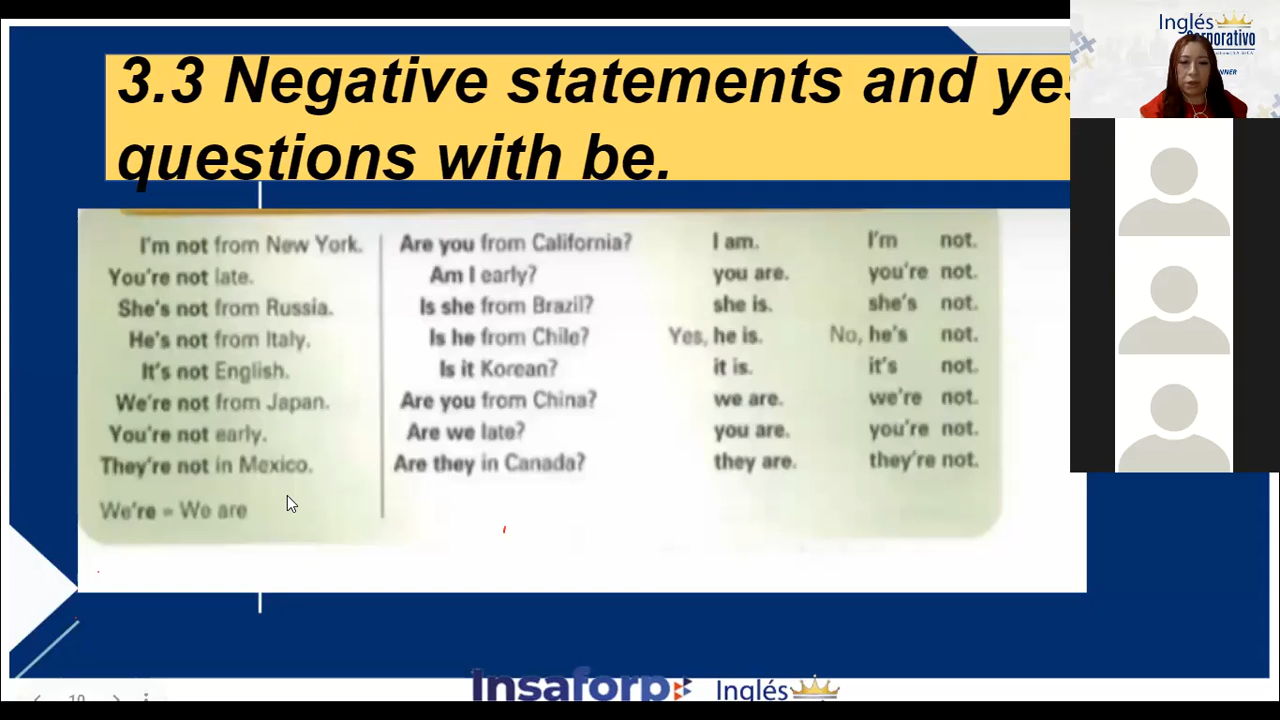 3.3 Negative statements and yes
questions with be.
I'm not from New York.
You're not late.
She's not from Russia.
He's not from Italy.
It's not English.
We're not from Japan.
You're not early.
They're not in Mexico.
We're = We are
Are you from California?
Am I early?
Is she from Brazil?
Is he from Chile?
Is it Korean?
Are you from China?
Are we late?
Are they in Canada?
I am.
you are.
she is.
Yes, he is.
it is.
we are.
you are.
they are.
I'm not.
you're not.
she's not.
No, he's not.
it's not.
we're not.
you're not.
they're not.
Inglés
Corporativo
Insaforp
Inglés
10